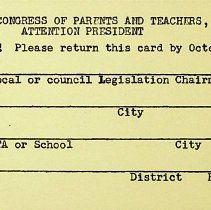 CONGRESS OF PARENTS AND TEACHERS,
ATTENTION PRESIDENT
Please return this card by Octo
ocal or council Legislation Chairm
City
TA or School City
District